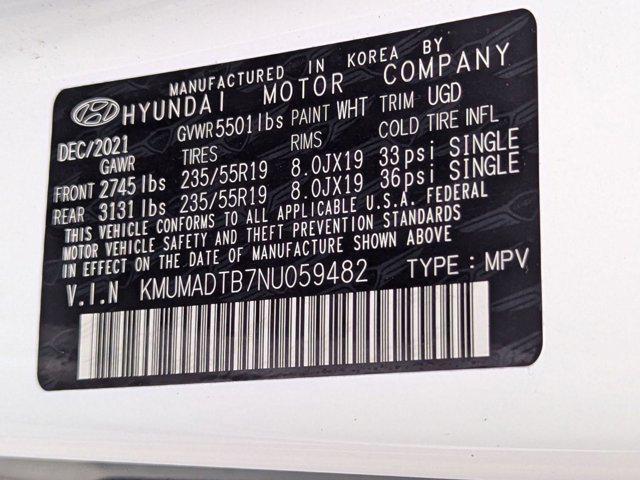 MANUFACTURED IN KOREA BY
HYUNDAI MOTOR COMPANY
DEC/2021 GVWR 5501lbs PAINT WHT TRIM UGD
GAWR TIRES RIMS COLD TIRE INFL
FRONT 2745 lbs 235/55R19 8.0JX19 33psi SINGLE
REAR 3131 lbs 235/55R19 8.0JX19 36psi SINGLE
THIS VEHICLE CONFORMS TO ALL APPLICABLE U.S.A. FEDERAL
MOTOR VEHICLE SAFETY AND THEFT PREVENTION STANDARDS
IN EFFECT ON THE DATE OF MANUFACTURE SHOWN ABOVE
V.I.N KMUMADTB7NU059482 TYPE : MPV